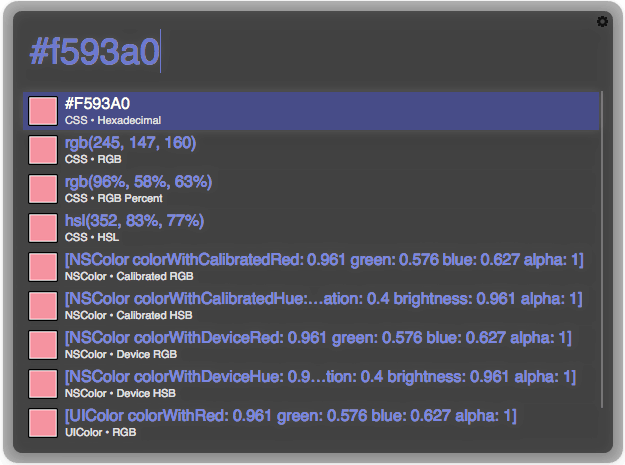 #f593a0
#F593A0
CSS • Hexadecimal
rgb(245, 147, 160)
CSS • RGB
rgb(96%, 58%, 63%)
CSS • RGB Percent
hsl(352, 83%, 77%)
CSS • HSL
[NSColor colorWithCalibratedRed: 0.961 green: 0.576 blue: 0.627 alpha: 1]
NSColor • Calibrated RGB
[NSColor colorWithCalibratedHue:…ation: 0.4 brightness: 0.961 alpha: 1]
NSColor • Calibrated HSB
[NSColor colorWithDeviceRed: 0.961 green: 0.576 blue: 0.627 alpha: 1]
NSColor • Device RGB
[NSColor colorWithDeviceHue: 0.9…tion: 0.4 brightness: 0.961 alpha: 1]
NSColor • Device HSB
[UIColor colorWithRed: 0.961 green: 0.576 blue: 0.627 alpha: 1]
UIColor • RGB